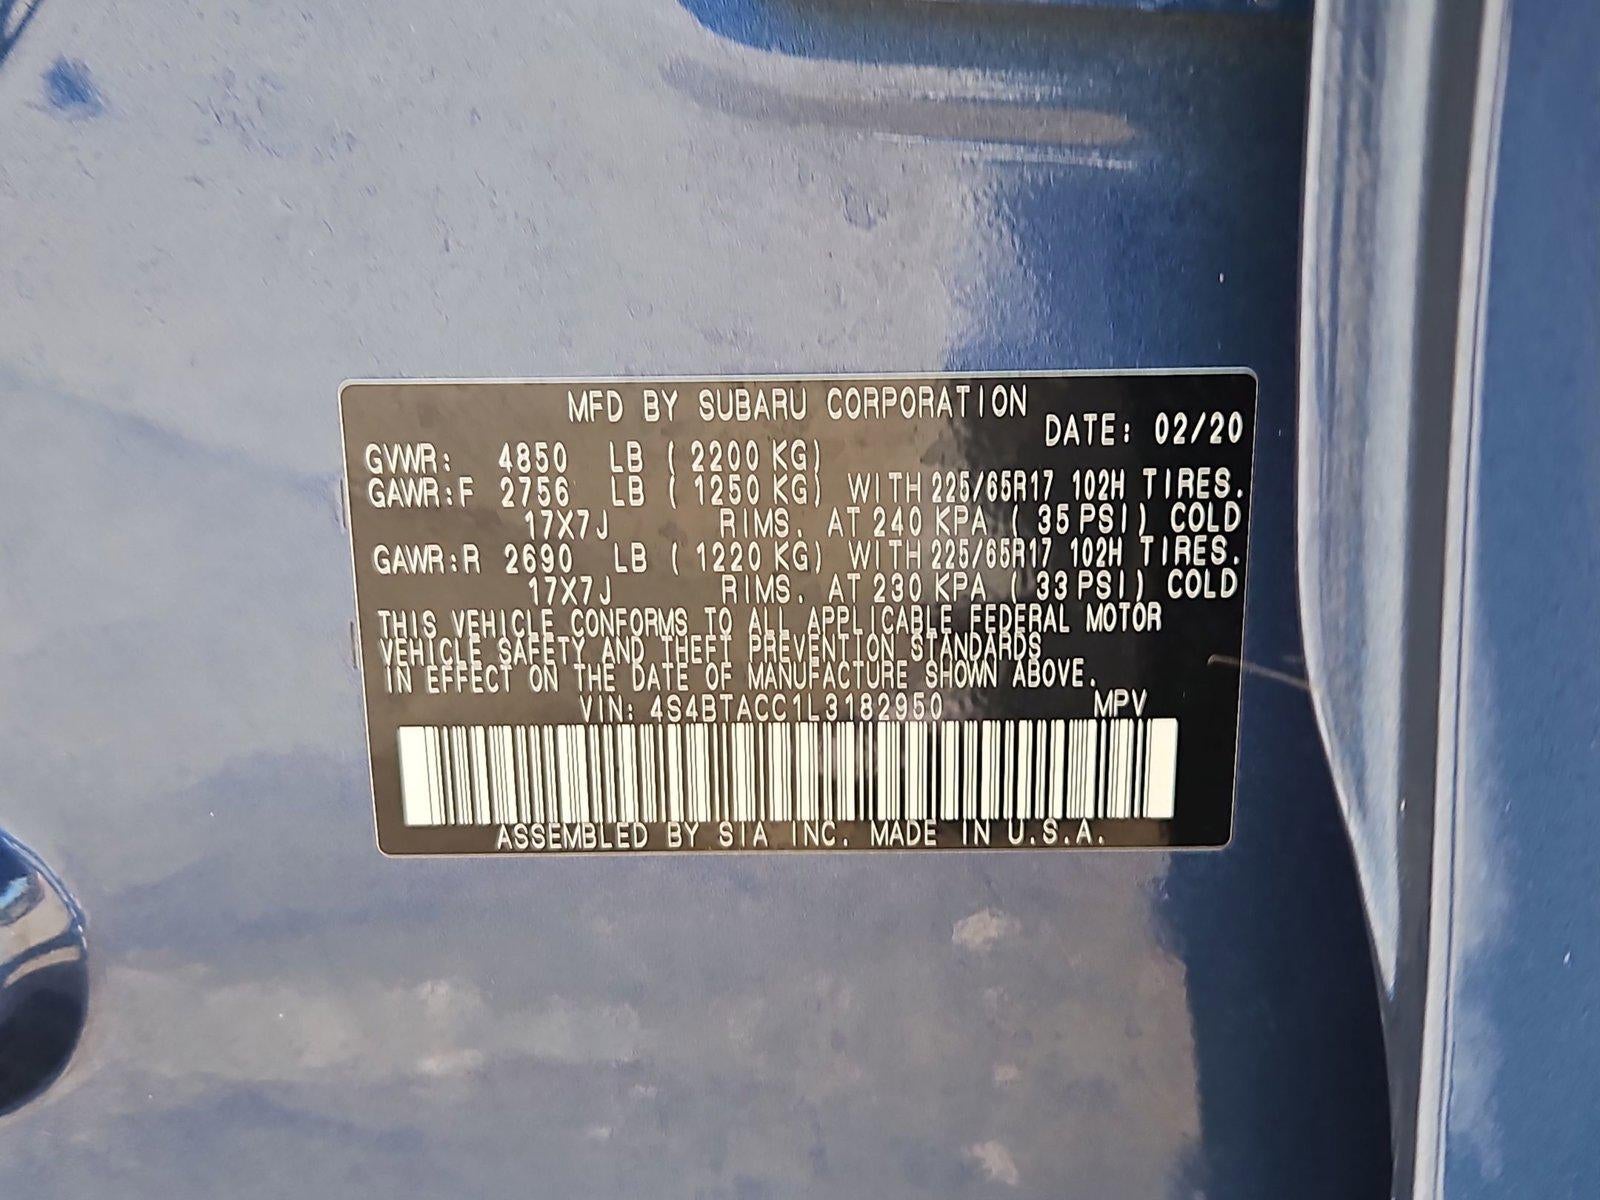 MFD BY SUBARU CORPORATION
DATE: 02/20
GVWR: 4850 LB (2200 KG)
GAWR:F 2756 LB (1250 KG) WITH 225/65R17 102H TIRES.
17X7J RIMS. AT 240 KPA (35 PSI) COLD
GAWR:R 2690 LB (1220 KG) WITH 225/65R17 102H TIRES.
17X7J RIMS. AT 230 KPA (33 PSI) COLD
THIS VEHICLE CONFORMS TO ALL APPLICABLE FEDERAL MOTOR
VEHICLE SAFETY AND THEFT PREVENTION STANDARDS
IN EFFECT ON THE DATE OF MANUFACTURE SHOWN ABOVE.
VIN: 4S4BTACC1L3182950 MPV
ASSEMBLED BY SIA INC. MADE IN U.S.A.